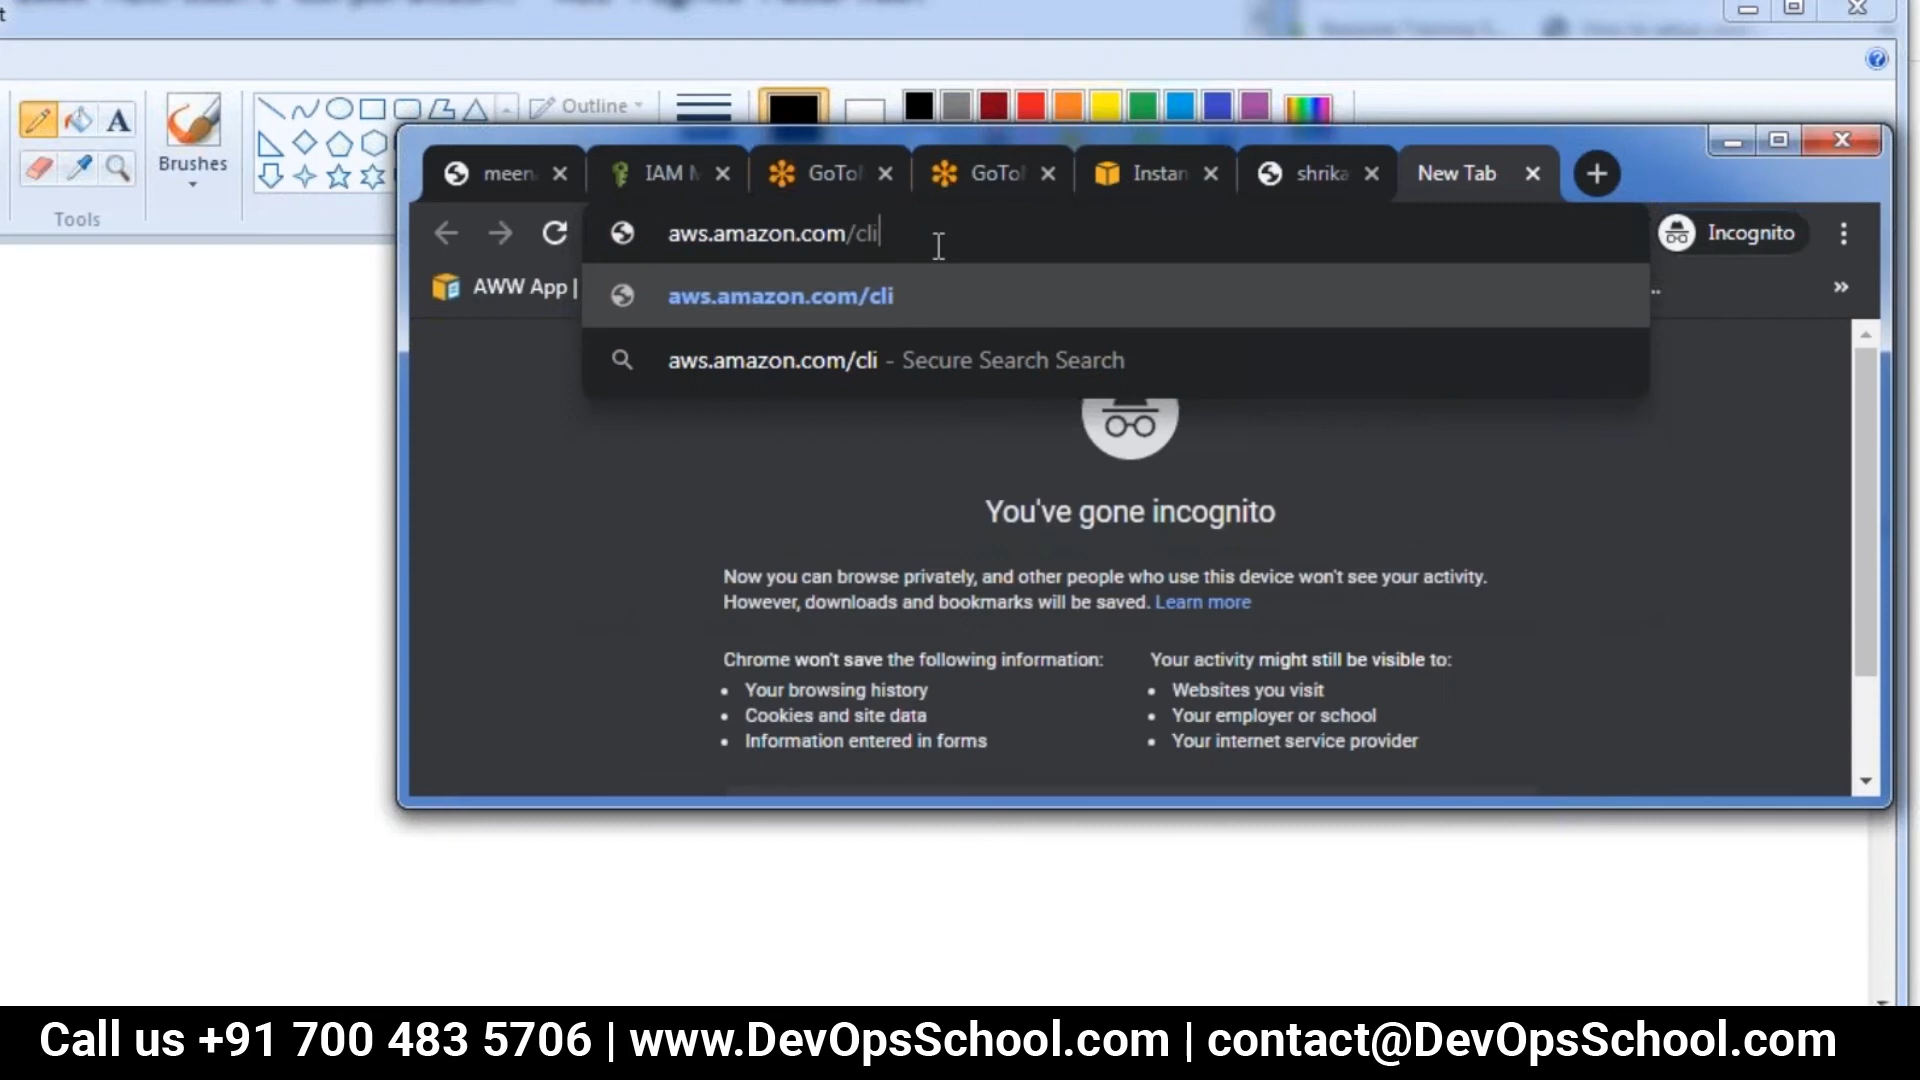 t
Outline
Brushes
Tools
meen
IAM M
GoTo
GoTo
Instan
shrika
New Tab
aws.amazon.com/cli
Incognito
AWW App |
aws.amazon.com/cli
..
»
aws.amazon.com/cli - Secure Search Search
You've gone incognito
Now you can browse privately, and other people who use this device won't see your activity.
However, downloads and bookmarks will be saved. Learn more
Chrome won't save the following information:
Your browsing history
Cookies and site data
Information entered in forms
Your activity might still be visible to:
Websites you visit
Your employer or school
Your internet service provider
Call us +91 700 483 5706 | www.DevOpsSchool.com | contact@DevOpsSchool.com